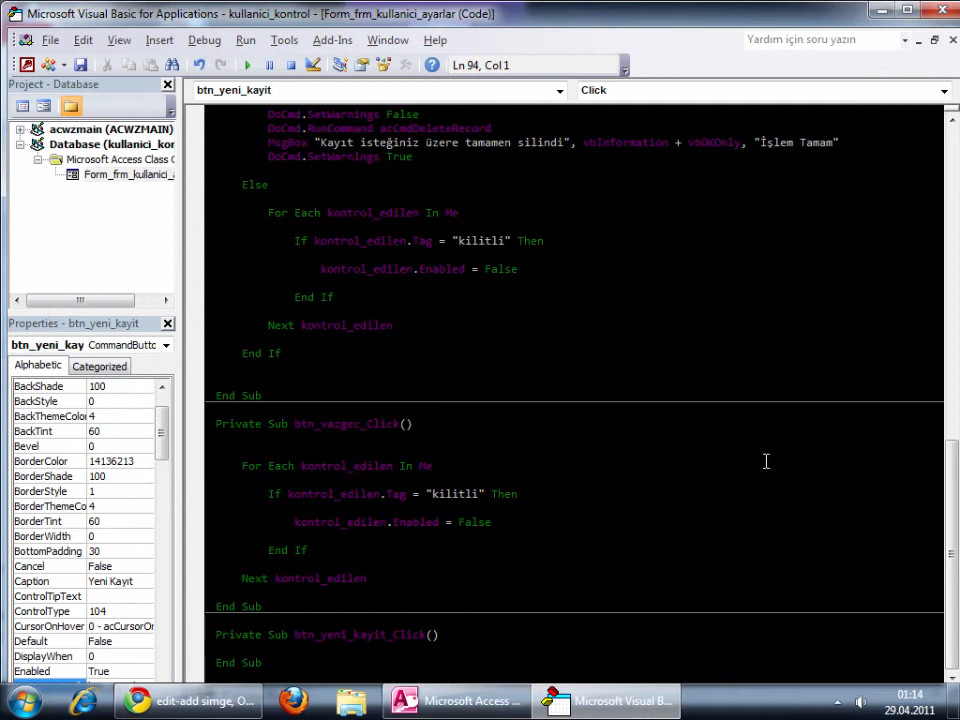 Microsoft Visual Basic for Applications - kullanici_kontrol - [Form_frm_kullanici_ayarlar (Code)]
File Edit View Insert Debug Run Tools Add-Ins Window Help
Yardım için soru yazın
Ln 94, Col 1
Project - Database
btn_yeni_kayit
Click
acwzmain (ACWZMAIN)
Database (kullanici_kor
Microsoft Access Class
Form_frm_kullanici_a
DoCmd.SetWarnings False
DoCmd.RunCommand acCmdDeleteRecord
MsgBox "Kayıt isteğiniz üzere tamamen silindi", vbInformation + vbOKOnly, "İşlem Tamam"
DoCmd.SetWarnings True
Else
For Each kontrol_edilen In Me
If kontrol_edilen.Tag = "kilitli" Then
kontrol_edilen.Enabled = False
End If
Next kontrol_edilen
End If
End Sub
Private Sub btn_vazgec_Click()
For Each kontrol_edilen In Me
If kontrol_edilen.Tag = "kilitli" Then
kontrol_edilen.Enabled = False
End If
Next kontrol_edilen
End Sub
Private Sub btn_yeni_kayit_Click()
End Sub
Properties - btn_yeni_kayit
btn_yeni_kay CommandButto
Alphabetic Categorized
BackShade 100
BackStyle 0
BackThemeColor 4
BackTint 60
Bevel 0
BorderColor 14136213
BorderShade 100
BorderStyle 1
BorderThemeCo 4
BorderTint 60
BorderWidth 0
BottomPadding 30
Cancel False
Caption Yeni Kayıt
ControlTipText
ControlType 104
CursorOnHover 0 - acCursorOn
Default False
DisplayWhen 0
Enabled True
edit-add simge, O...
Microsoft Access ...
Microsoft Visual B...
01:14
29.04.2011